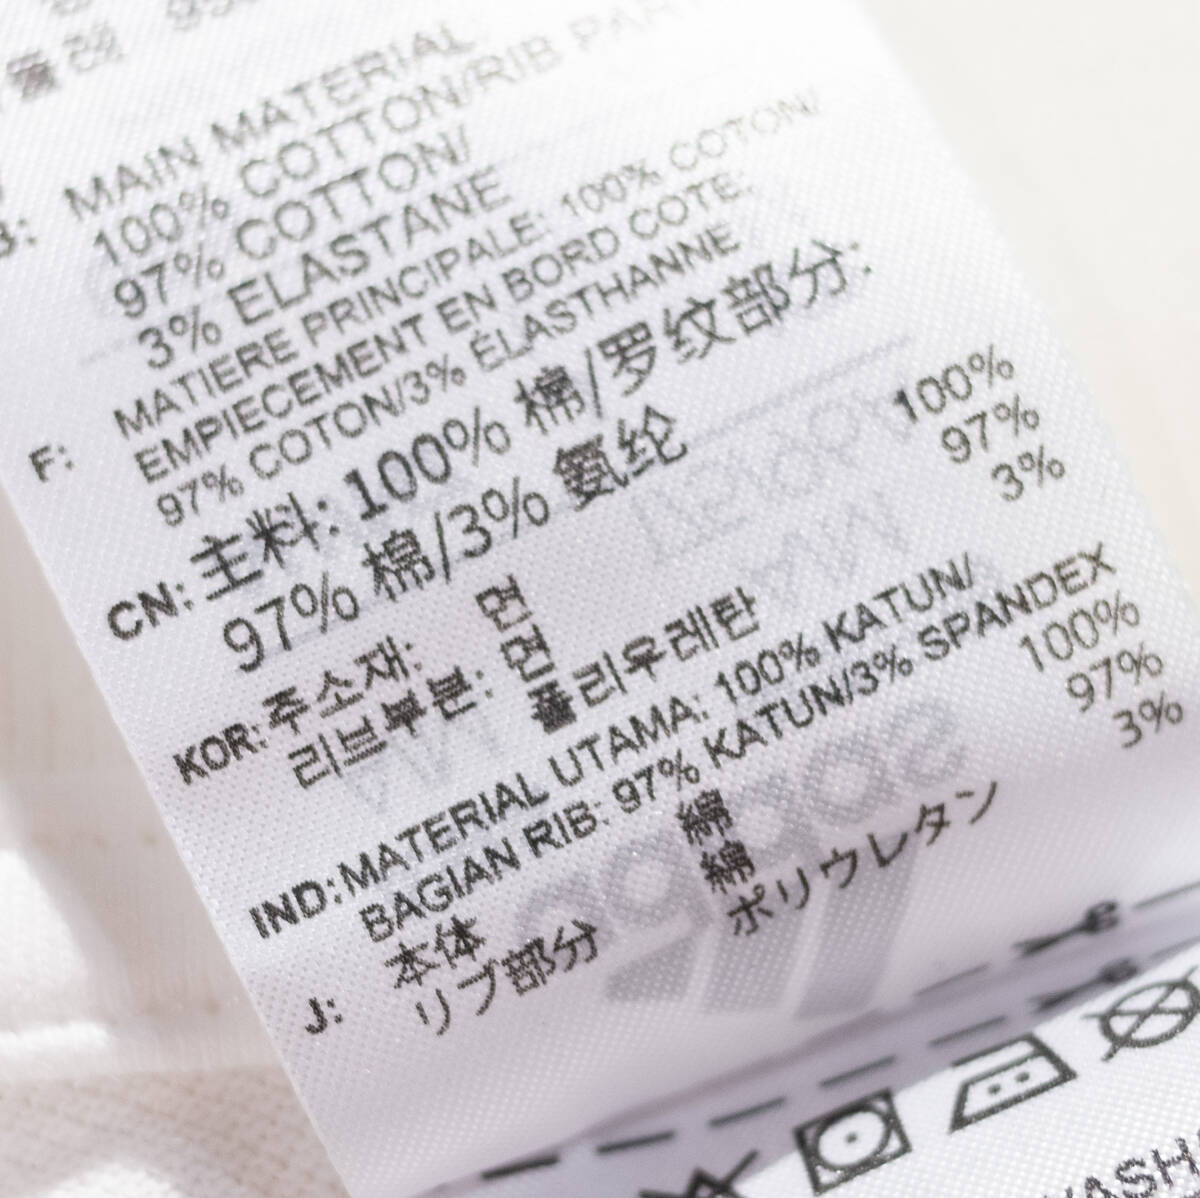 MAIN MATERIAL:
100% COTTON/RIB PART
97% COTTON/
3% ELASTANE
F: MATIERE PRINCIPALE: 100% COTON/
EMPIECEMENT EN BORD COTE:
97% COTON/3% ÉLASTHANNE
CN: 主料: 100% 棉/罗纹部分:
97% 棉/3% 氨纶
KOR: 주소재: 면 100%
리브부분: 면 97%
폴리우레탄 3%
IND: MATERIAL UTAMA: 100% KATUN/
BAGIAN RIB: 97% KATUN/3% SPANDEX
J: 本体 綿 100%
リブ部分 綿 97%
ポリウレタン 3%